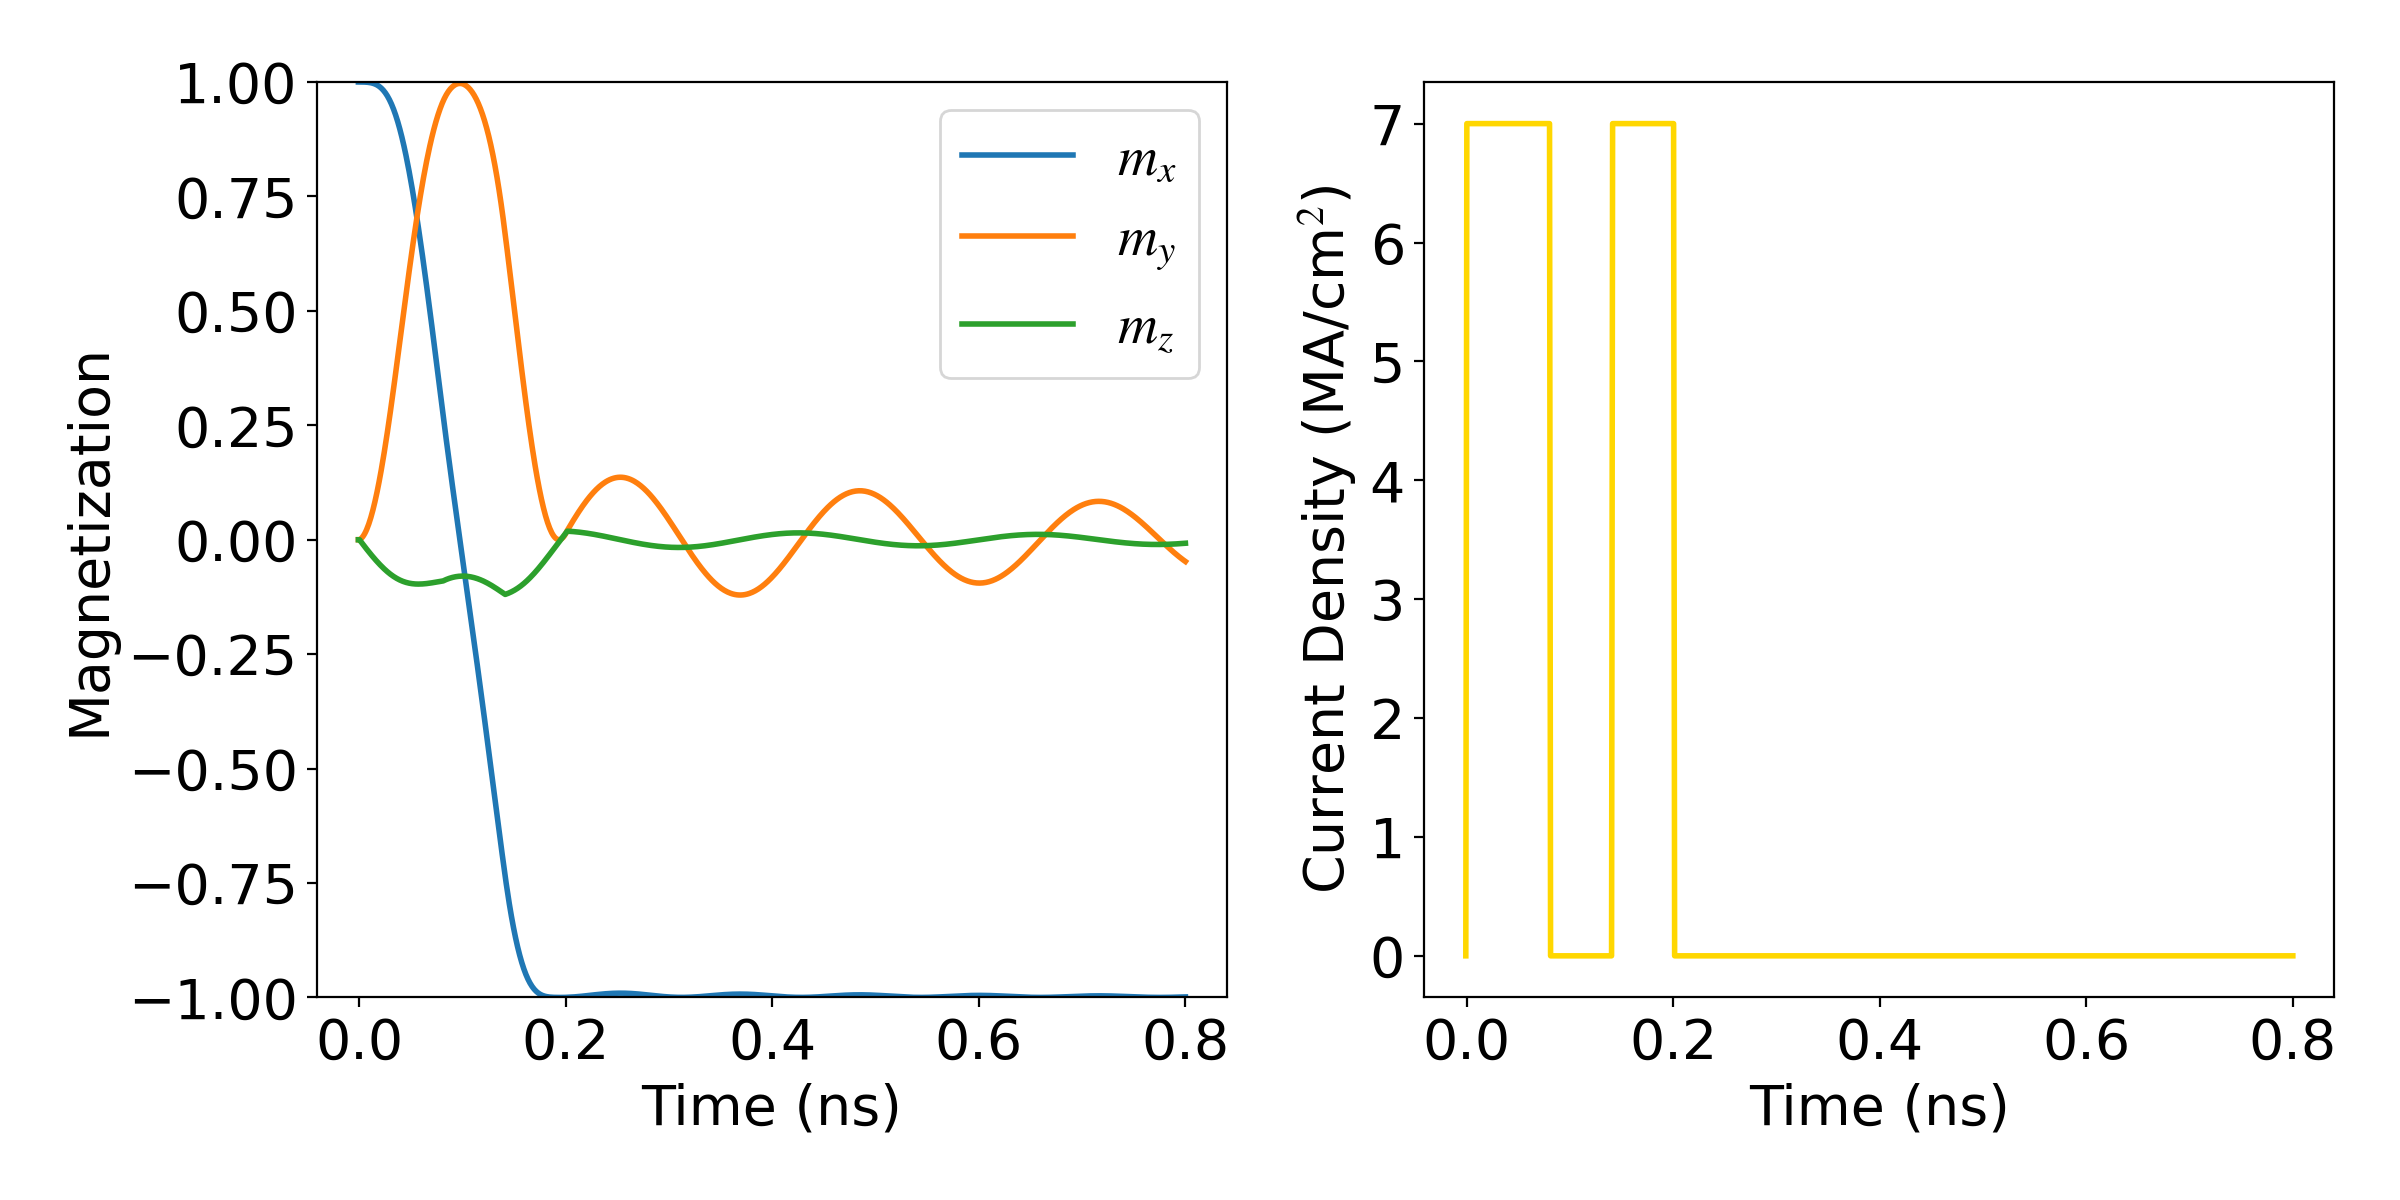 Magnetization
1.00
0.75
0.50
0.25
0.00
−0.25
−0.50
−0.75
−1.00
0.0 0.2 0.4 0.6 0.8
Time (ns)
mₓ
m_y
m_z
Current Density (MA/cm²)
7
6
5
4
3
2
1
0
0.0 0.2 0.4 0.6 0.8
Time (ns)